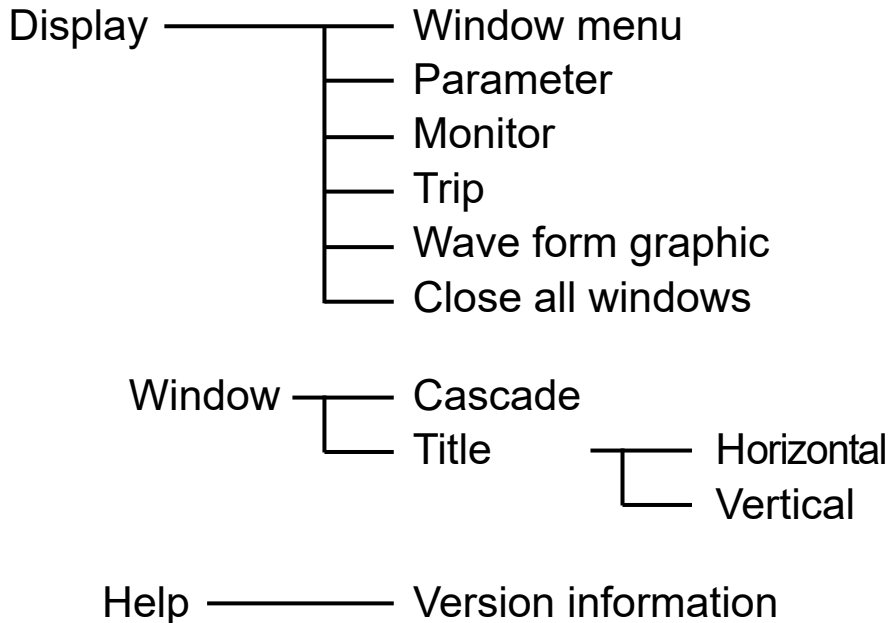 Display Window menu
Parameter
Monitor
Trip
Wave form graphic
Close all windows
Window Cascade
Title Horizontal
Vertical
Help Version information